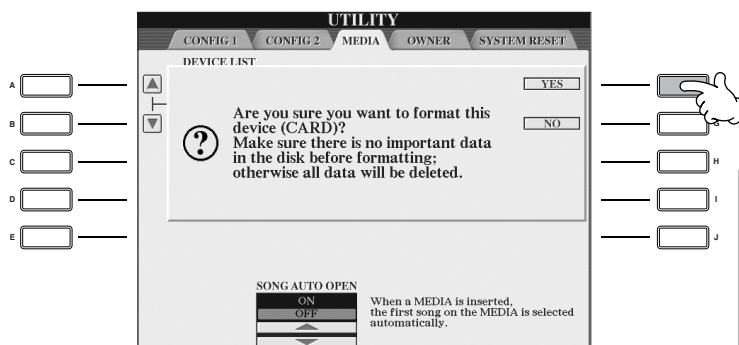 UTILITY
CONFIG 1 CONFIG 2 MEDIA OWNER SYSTEM RESET
DEVICE LIST
A
YES
Are you sure you want to format this
device (CARD)?
Make sure there is no important data
in the disk before formatting;
otherwise all data will be deleted.
B
NO
G
C
H
D
I
E
J
SONG AUTO OPEN
ON
OFF
When a MEDIA is inserted,
the first song on the MEDIA is selected
automatically.